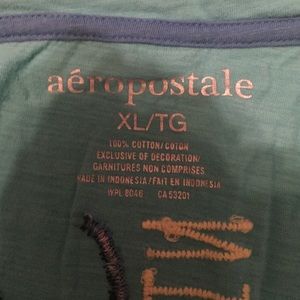 aéropostale
XL/TG
100% COTTON/COTON
EXCLUSIVE OF DECORATION/
GARNITURES NON COMPRISES
MADE IN INDONESIA/FAIT EN INDONESIA
WPL 8046 CA 53201